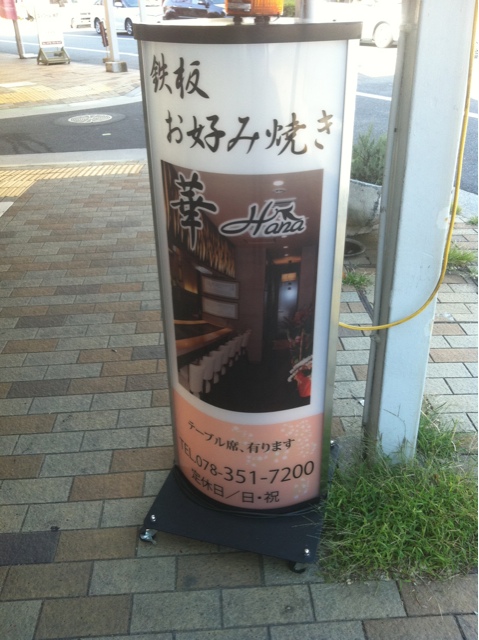 鉄板
お好み焼き
華 Hana
テーブル席、有ります
TEL.078-351-7200
定休日／日・祝